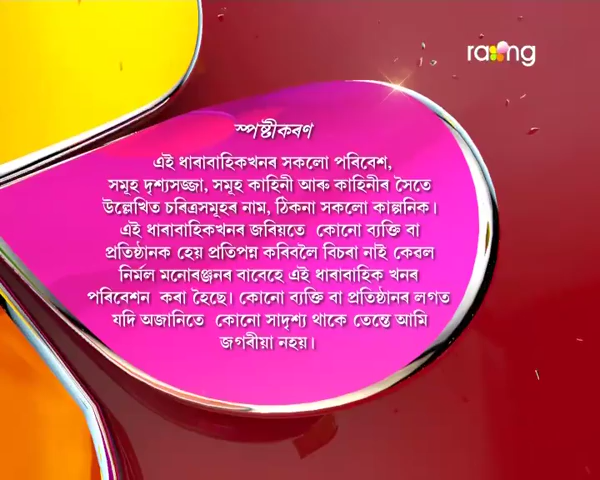 rang
স্পষ্টীকৰণ
এই ধাৰাবাহিকখনৰ সকলো পৰিবেশ,
সমূহ দৃশ্যসজ্জা, সমূহ কাহিনী আৰু কাহিনীৰ সৈতে
উল্লেখিত চৰিত্ৰসমূহৰ নাম, ঠিকনা সকলো কাল্পনিক।
এই ধাৰাবাহিকখনৰ জৰিয়তে কোনো ব্যক্তি বা
প্ৰতিষ্ঠানক হেয় প্ৰতিপন্ন কৰিবলৈ বিচৰা নাই কেৱল
নিৰ্মল মনোৰঞ্জনৰ বাবেহে এই ধাৰাবাহিক খনৰ
পৰিবেশন কৰা হৈছে। কোনো ব্যক্তি বা প্ৰতিষ্ঠানৰ লগত
যদি অজানিতে কোনো সাদৃশ্য থাকে তেন্তে আমি
জগৰীয়া নহয়।